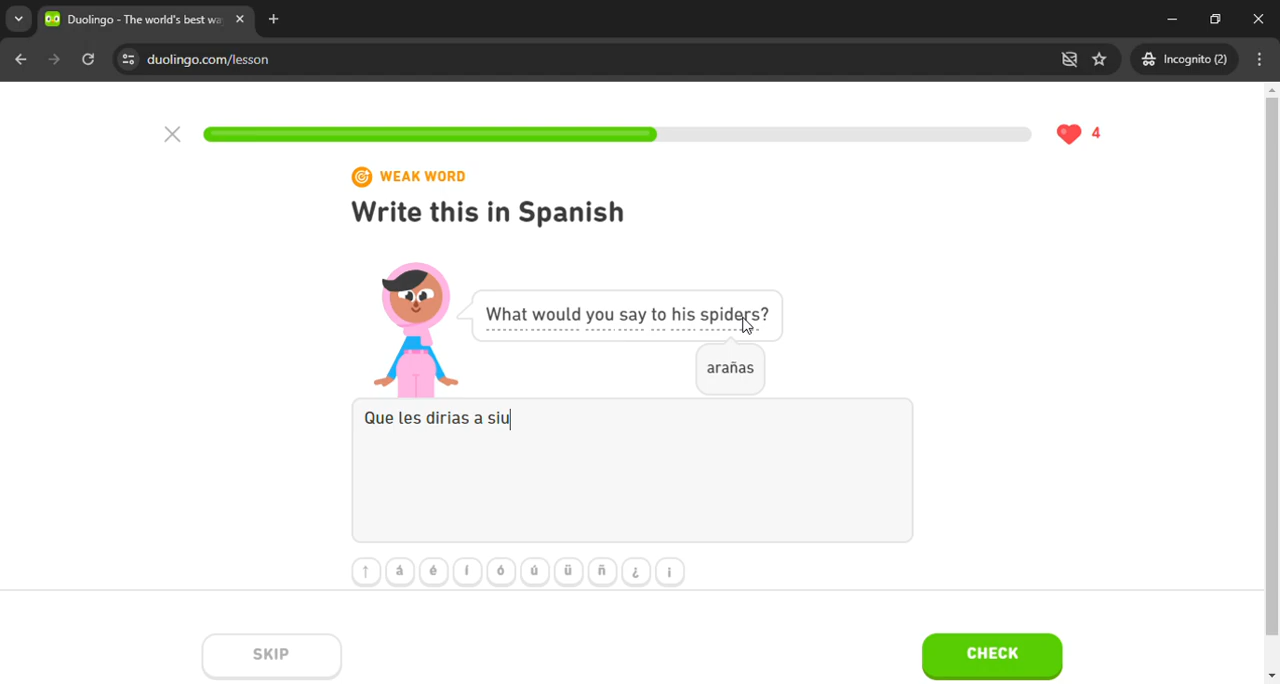 Duolingo - The world's best wa
duolingo.com/lesson
Incognito (2)
4
WEAK WORD
Write this in Spanish
What would you say to his spiders?
arañas
Que les dirias a siu
↑ á é í ó ú ü ñ ¿ ¡
SKIP
CHECK